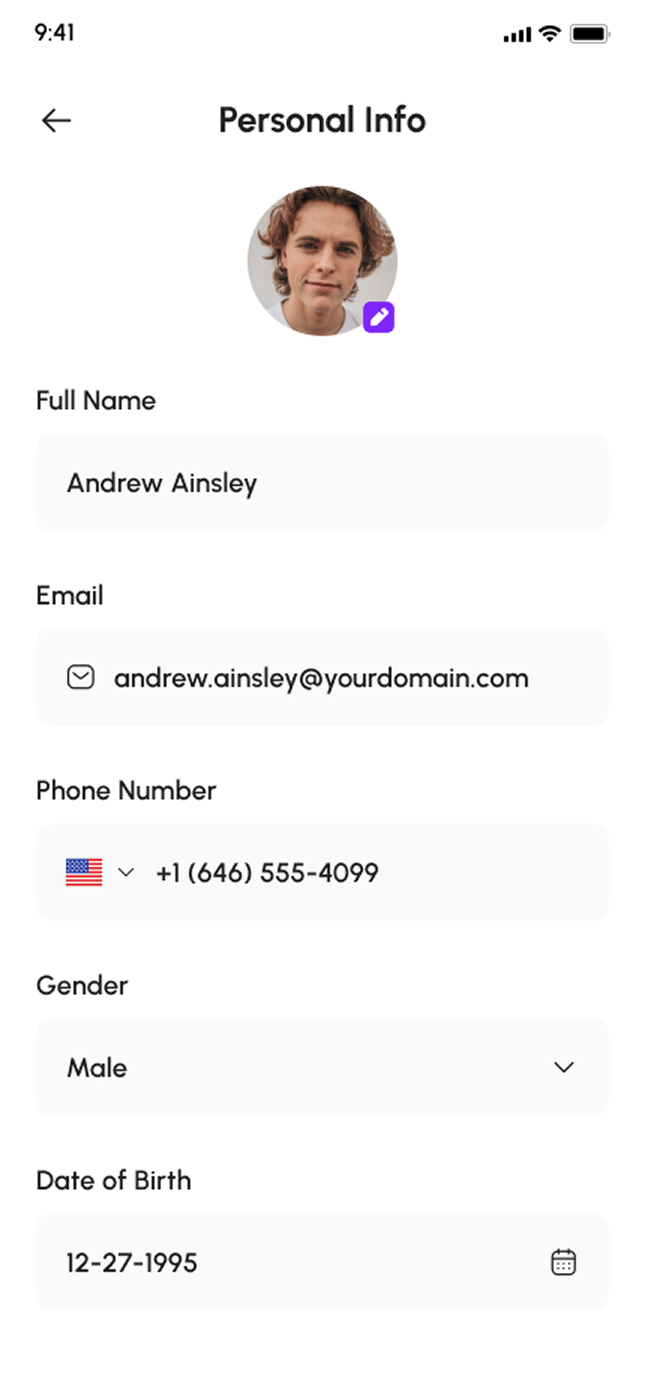 9:41
Personal Info
Full Name
Andrew Ainsley
Email
andrew.ainsley@yourdomain.com
Phone Number
+1 (646) 555-4099
Gender
Male
Date of Birth
12-27-1995